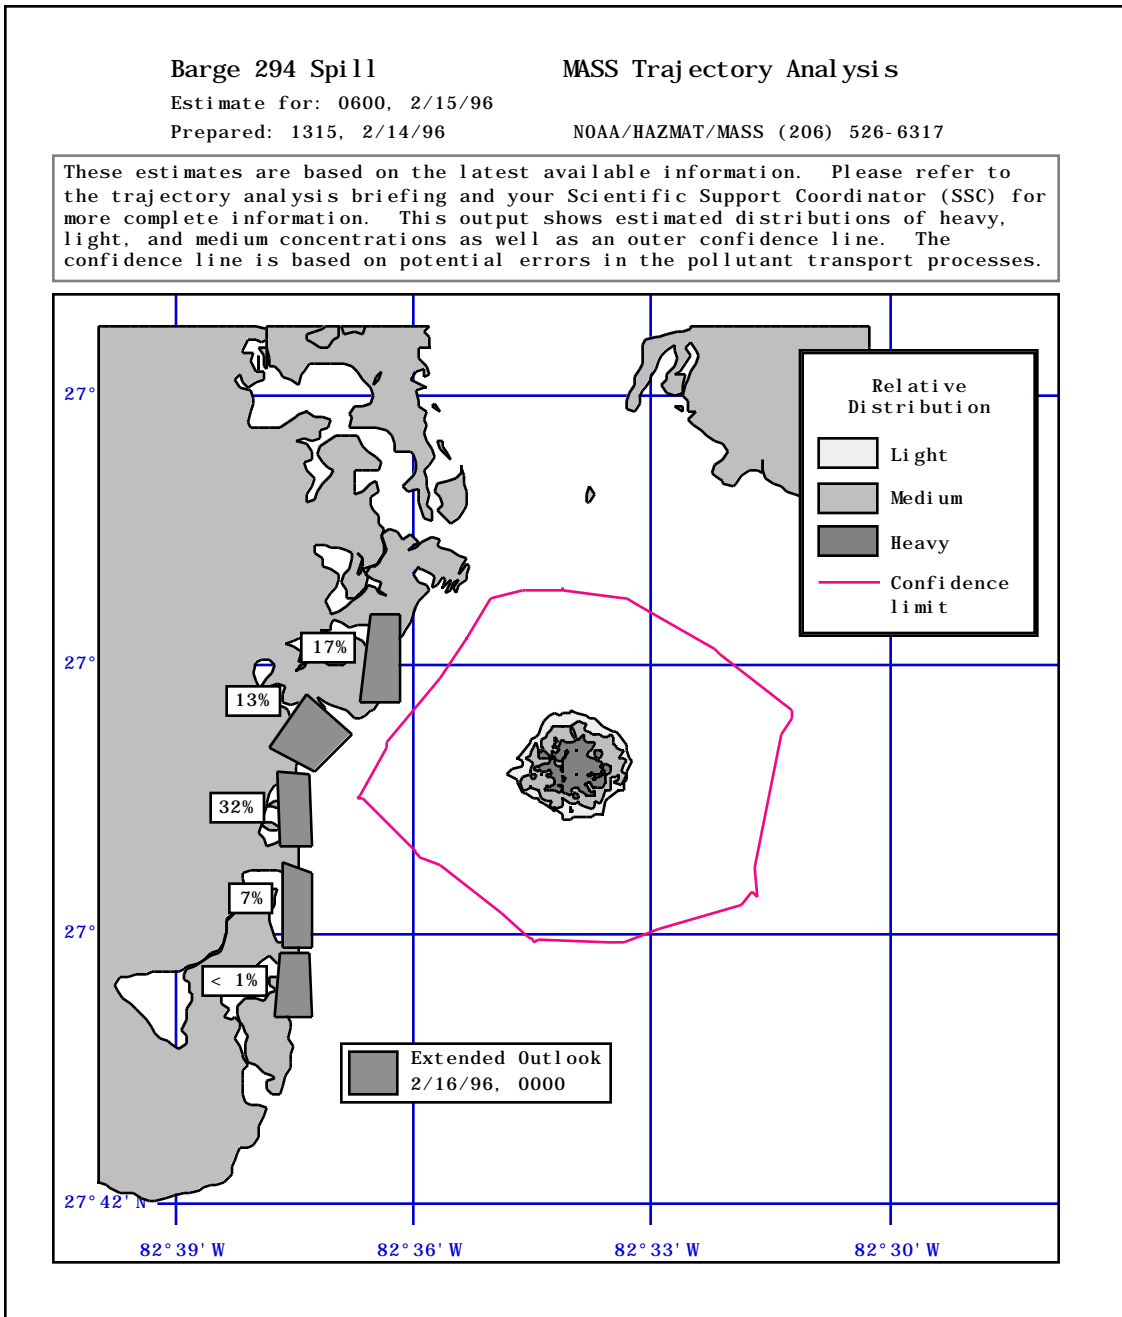 Barge 294 Spill
MASS Trajectory Analysis
Estimate for: 0600, 2/15/96
Prepared: 1315, 2/14/96
NOAA/HAZMAT/MASS (206) 526-6317
These estimates are based on the latest available information. Please refer to
the trajectory analysis briefing and your Scientific Support Coordinator (SSC) for
more complete information. This output shows estimated distributions of heavy,
light, and medium concentrations as well as an outer confidence line. The
confidence line is based on potential errors in the pollutant transport processes.
27°
Relative
Distribution
Light
Medium
Heavy
Confidence
limit
17%
27°
13%
32%
7%
27°
< 1%
Extended Outlook
2/16/96, 0000
27°42'N
82°39'W
82°36'W
82°33'W
82°30'W